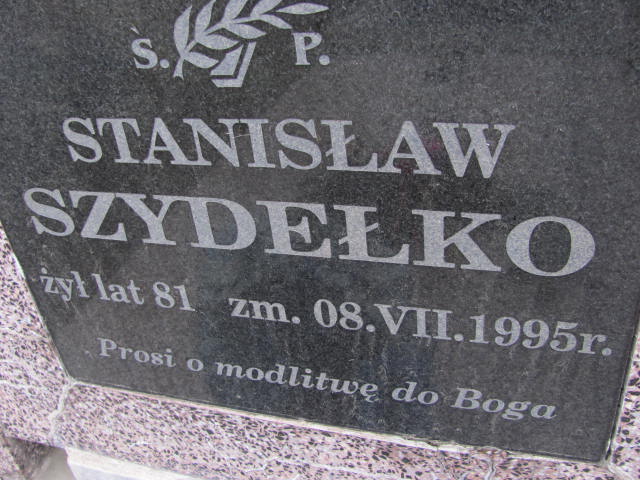 Ś. P.
STANISŁAW
SZYDEŁKO
żył lat 81 zm. 08.VII.1995r.
Prosi o modlitwę do Boga